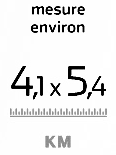 mesure
environ
4,1 x 5,4
KM